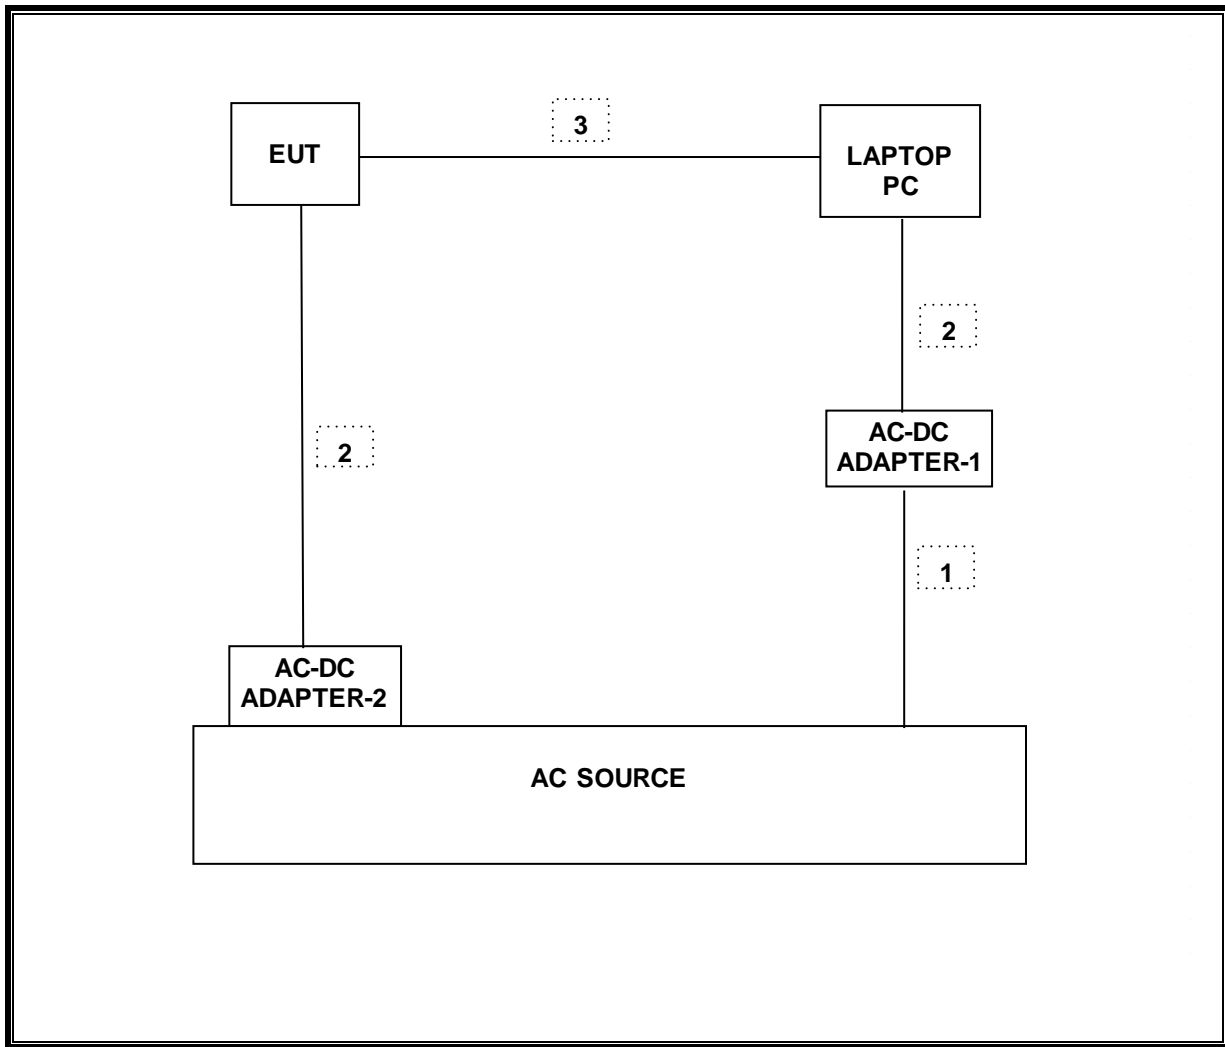 3
EUT
LAPTOP
PC
2
AC-DC
ADAPTER-1
2
1
AC-DC
ADAPTER-2
AC SOURCE